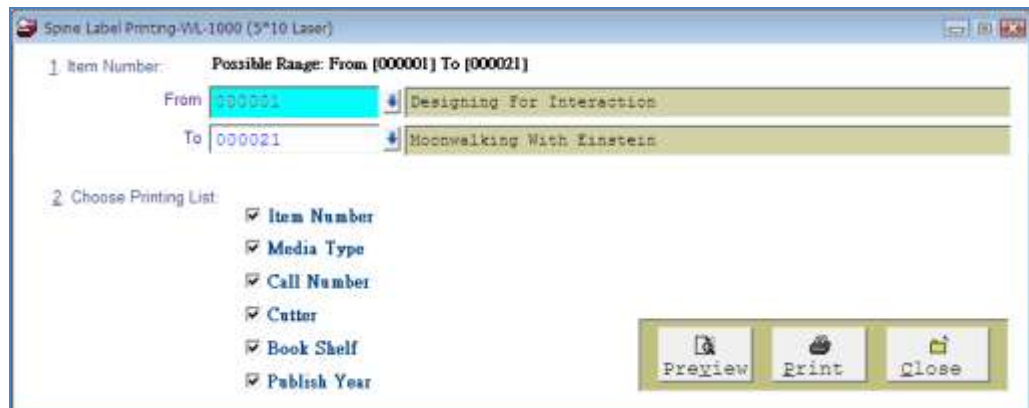 Spine Label Printing-WL-1000 (5*10 Laser)
1. Item Number: Possible Range: From [000001] To [000021]
From 000001 Designing For Interaction
To 000021 Moonwalking With Einstein
2. Choose Printing List:
Item Number
Media Type
Call Number
Cutter
Book Shelf
Publish Year
Preview Print Close